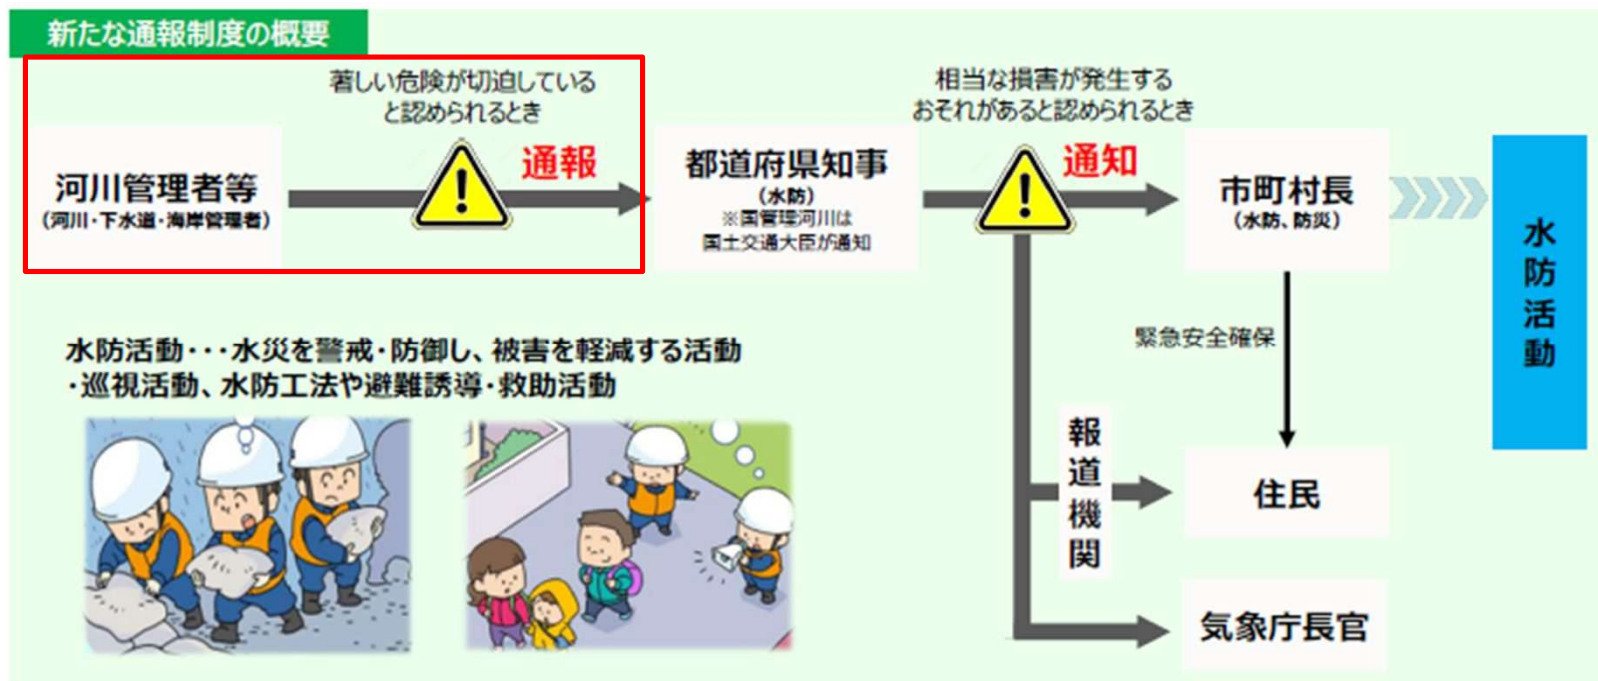 新たな通報制度の概要
著しい危険が切迫している
と認められるとき
通報
河川管理者等
（河川・下水道・海岸管理者）
都道府県知事
（水防）
※国管理河川は
国土交通大臣が通知
相当な損害が発生する
おそれがあると認められるとき
通知
市町村長
（水防、防災）
水防活動
緊急安全確保
水防活動・・・水災を警戒・防御し、被害を軽減する活動
・巡視活動、水防工法や避難誘導・救助活動
報道機関
住民
気象庁長官